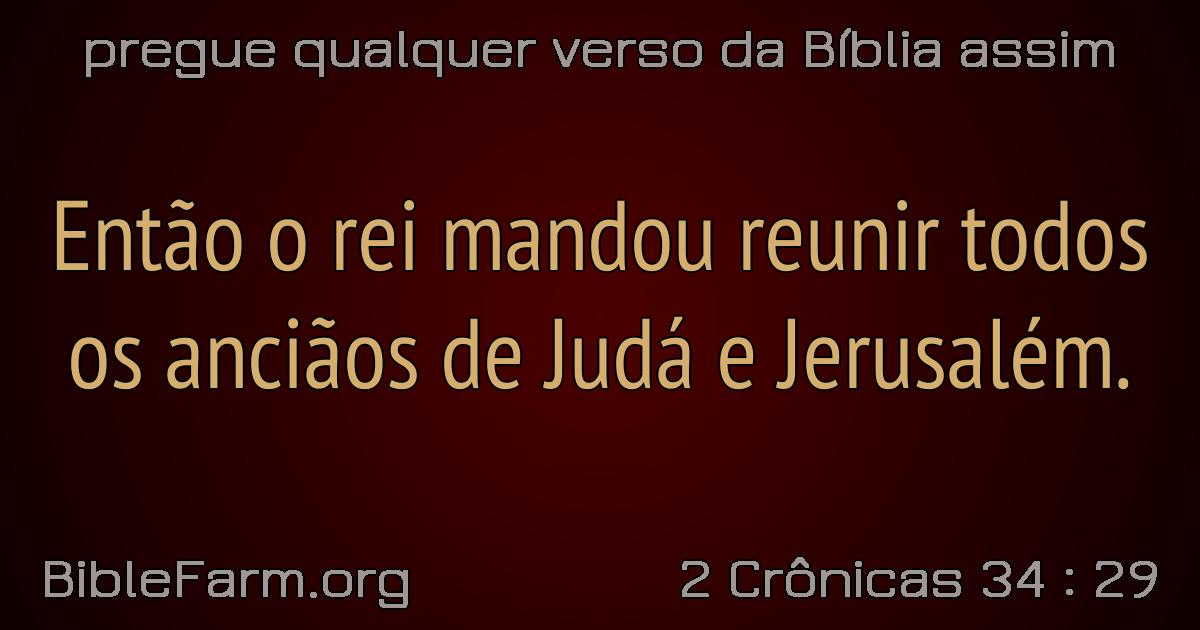 pregue qualquer verso da Bíblia assim
Então o rei mandou reunir todos
os anciãos de Judá e Jerusalém.
BibleFarm.org
2 Crônicas 34 : 29